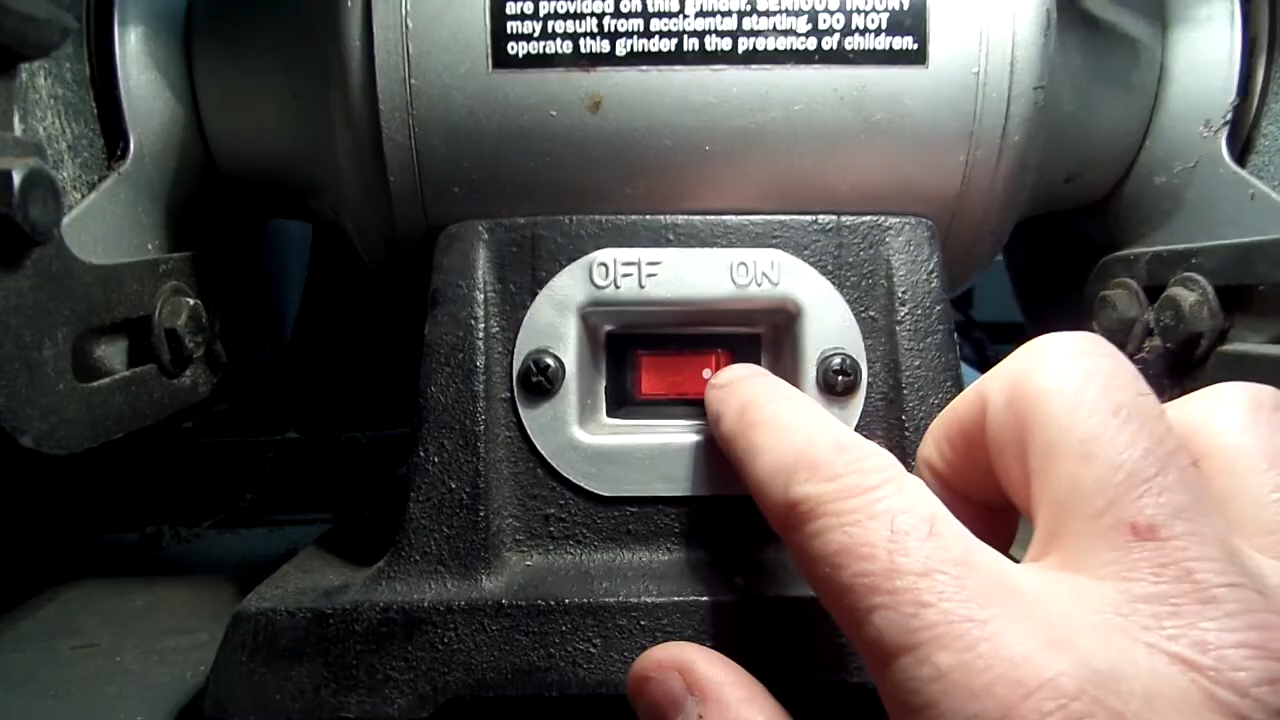 are provided on this grinder. SERIOUS INJURY
may result from accidental starting. DO NOT
operate this grinder in the presence of children.
OFF ON